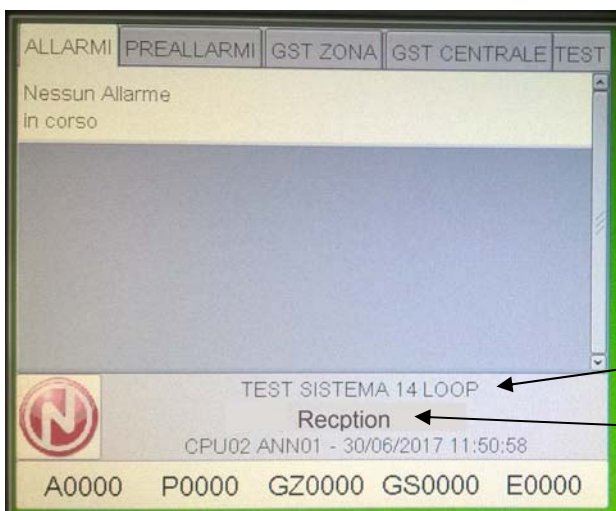 ALLARMI PREALLARMI GST ZONA GST CENTRALE TEST
Nessun Allarme
in corso
TEST SISTEMA 14 LOOP
Recption
N
CPU02 ANN01 - 30/06/2017 11:50:58
A0000 P0000 GZ0000 GS0000 E0000